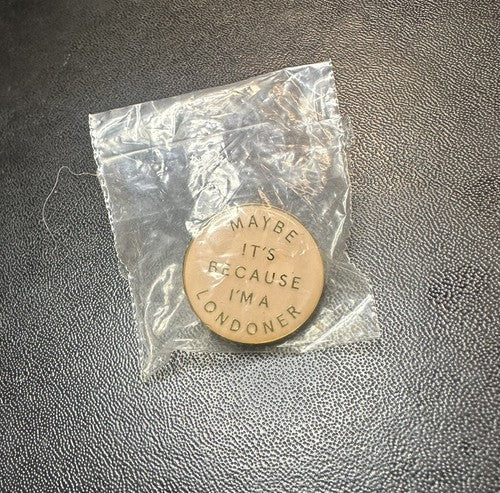 MAYBE
IT'S
BECAUSE
I'M A
LONDONER